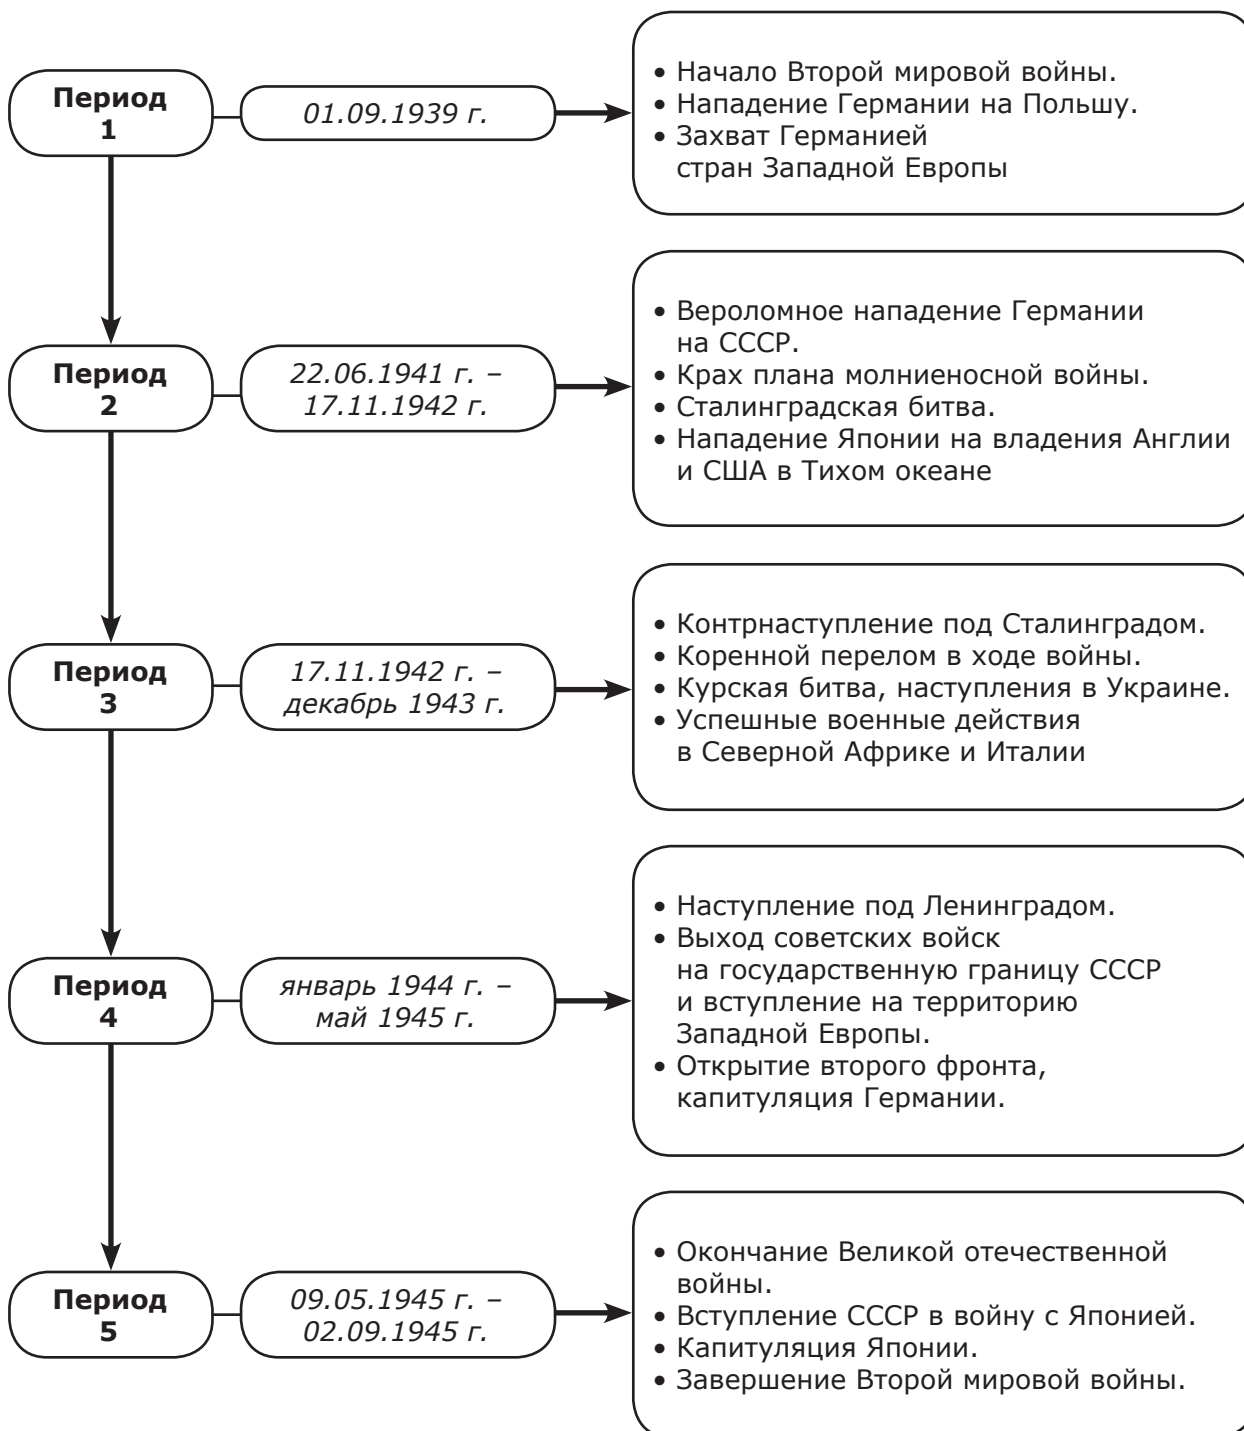 Период
1
01.09.1939 г.
• Начало Второй мировой войны.
• Нападение Германии на Польшу.
• Захват Германией
стран Западной Европы
Период
2
22.06.1941 г. –
17.11.1942 г.
• Вероломное нападение Германии
на СССР.
• Крах плана молниеносной войны.
• Сталинградская битва.
• Нападение Японии на владения Англии
и США в Тихом океане
Период
3
17.11.1942 г. –
декабрь 1943 г.
• Контрнаступление под Сталинградом.
• Коренной перелом в ходе войны.
• Курская битва, наступления в Украине.
• Успешные военные действия
в Северной Африке и Италии
Период
4
январь 1944 г. –
май 1945 г.
• Наступление под Ленинградом.
• Выход советских войск
на государственную границу СССР
и вступление на территорию
Западной Европы.
• Открытие второго фронта,
капитуляция Германии.
Период
5
09.05.1945 г. –
02.09.1945 г.
• Окончание Великой отечественной
войны.
• Вступление СССР в войну с Японией.
• Капитуляция Японии.
• Завершение Второй мировой войны.